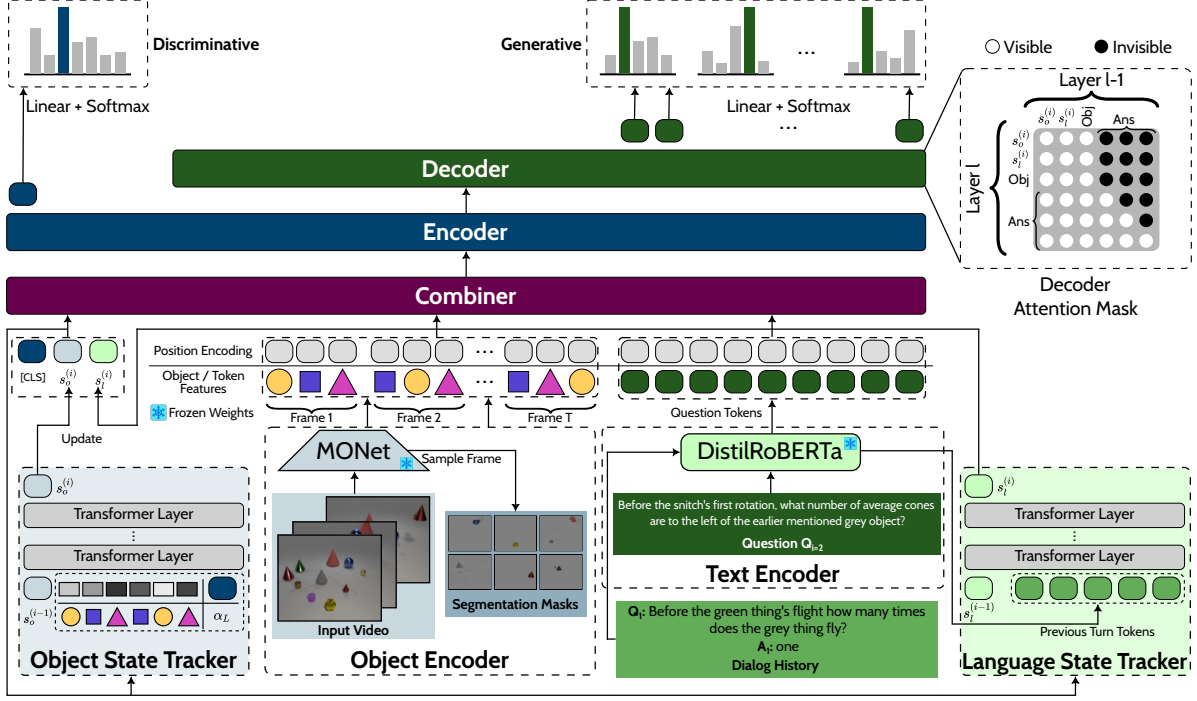 Discriminative
Generative
...
Visible
Invisible
Linear + Softmax
Linear + Softmax
...
Layer l-1
s_o^{(i)} s_l^{(i)} Obj Ans
s_o^{(i)}
s_l^{(i)}
Obj
Ans
Layer l
Decoder
Attention Mask
Decoder
Encoder
Combiner
[CLS] s_o^{(i)} s_l^{(i)}
Update
Position Encoding
...
Object / Token
Features
...
Frozen Weights
Frame 1
Frame 2
Frame T
Question Tokens
MONet
Sample Frame
Input Video
Segmentation Masks
Object Encoder
DistilRoBERTa
Before the snitch's first rotation, what number of average cones
are to the left of the earlier mentioned grey object?
Question Q_{i=2}
Text Encoder
Q_1: Before the green thing's flight how many times
does the grey thing fly?
A_1: one
Dialog History
s_o^{(i)}
Transformer Layer
⋮
Transformer Layer
s_o^{(i-1)}
α_L
Object State Tracker
s_l^{(i)}
Transformer Layer
⋮
Transformer Layer
s_l^{(i-1)}
Previous Turn Tokens
Language State Tracker